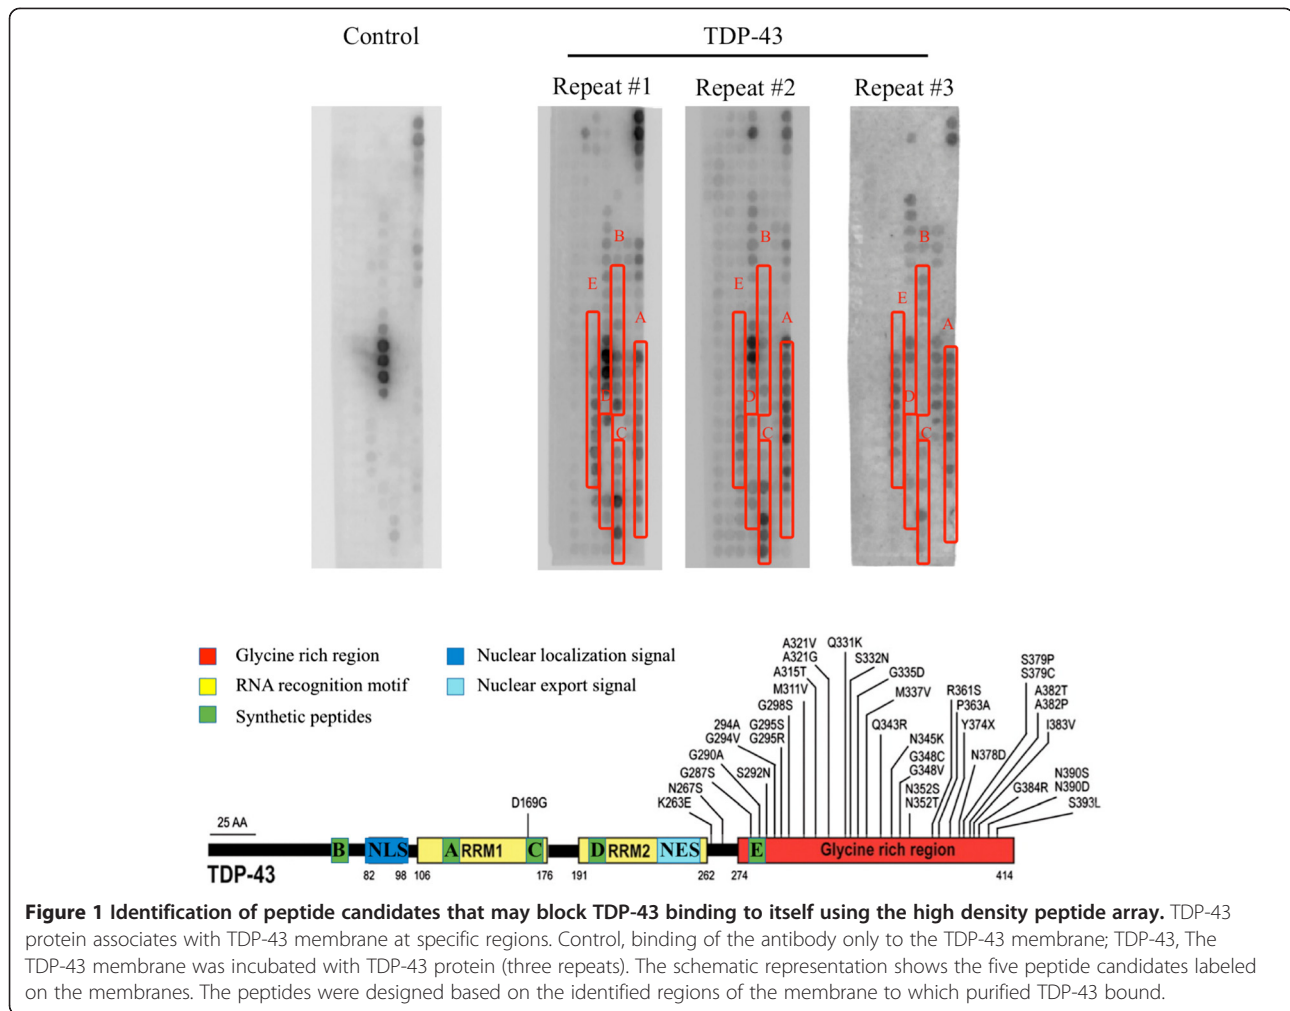 Control
TDP-43
Repeat #1
Repeat #2
Repeat #3
B
E
A
D
C
B
E
A
D
C
B
E
A
D
C
Glycine rich region
RNA recognition motif
Synthetic peptides
Nuclear localization signal
Nuclear export signal
A321V
A321G
A315T
M311V
G298S
294A
G294V
G295S
G295R
G290A
S292N
G287S
N267S
K263E
D169G
Q331K
S332N
G335D
M337V
Q343R
N345K
G348C
G348V
N352S
N352T
R361S
P363A
Y374X
N378D
S379P
S379C
A382T
A382P
I383V
G384R
N390S
N390D
S393L
25 AA
B NLS A RRM1 C D RRM2 NES E Glycine rich region
TDP-43
82 98 106 176 191 262 274 414
Figure 1 Identification of peptide candidates that may block TDP-43 binding to itself using the high density peptide array. TDP-43
protein associates with TDP-43 membrane at specific regions. Control, binding of the antibody only to the TDP-43 membrane; TDP-43, The
TDP-43 membrane was incubated with TDP-43 protein (three repeats). The schematic representation shows the five peptide candidates labeled
on the membranes. The peptides were designed based on the identified regions of the membrane to which purified TDP-43 bound.